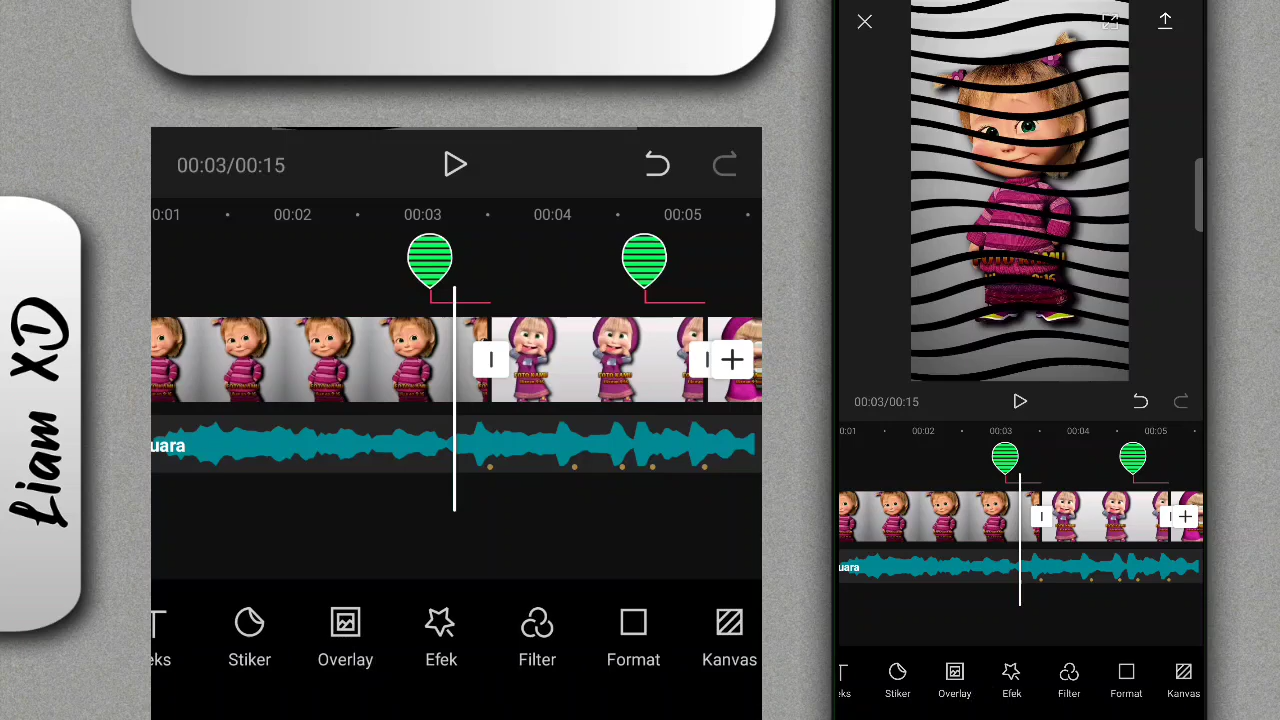 Liam XD
00:03/00:15
0:01
00:02
00:03
00:04
00:05
uara
eks
Stiker
Overlay
Efek
Filter
Format
Kanvas
FOTO KAMU
00:03/00:15
0:01
00:02
00:03
00:04
00:05
uara
eks
Stiker
Overlay
Efek
Filter
Format
Kanvas